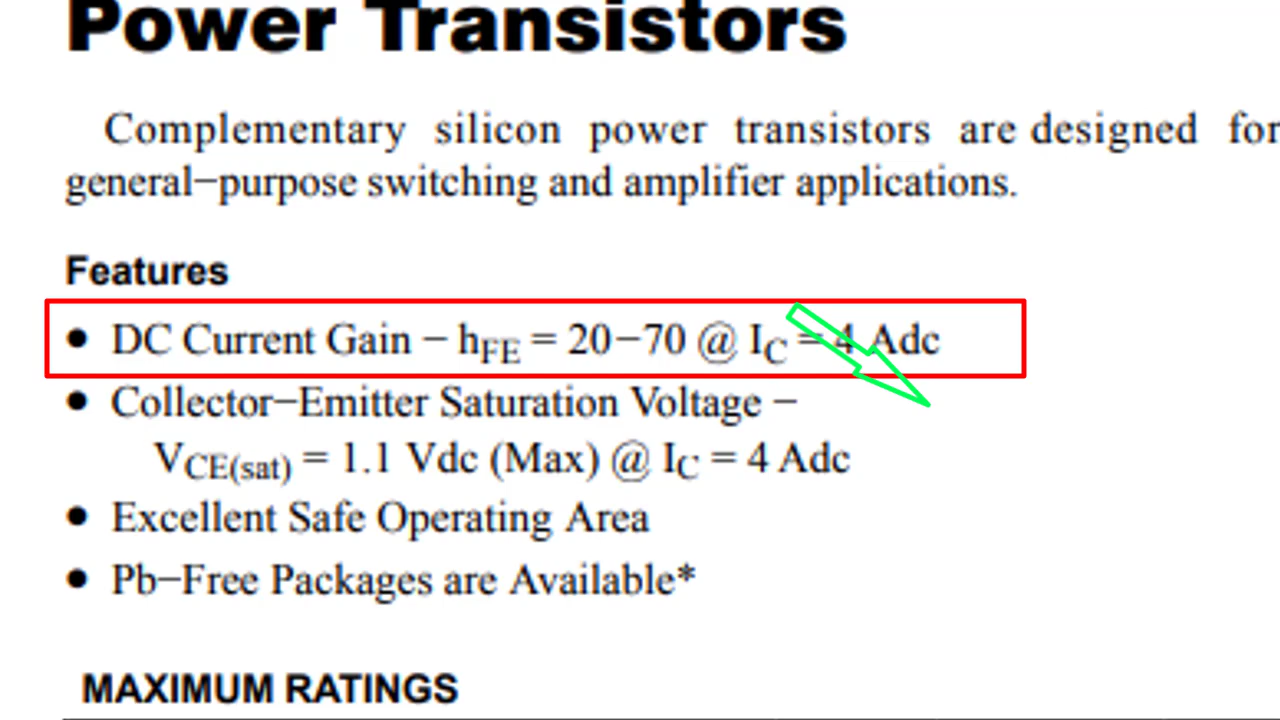 Power Transistors
Complementary silicon power transistors are designed for
general−purpose switching and amplifier applications.
Features
• DC Current Gain − hFE = 20−70 @ IC = 4 Adc
• Collector−Emitter Saturation Voltage −
VCE(sat) = 1.1 Vdc (Max) @ IC = 4 Adc
• Excellent Safe Operating Area
• Pb−Free Packages are Available*
MAXIMUM RATINGS